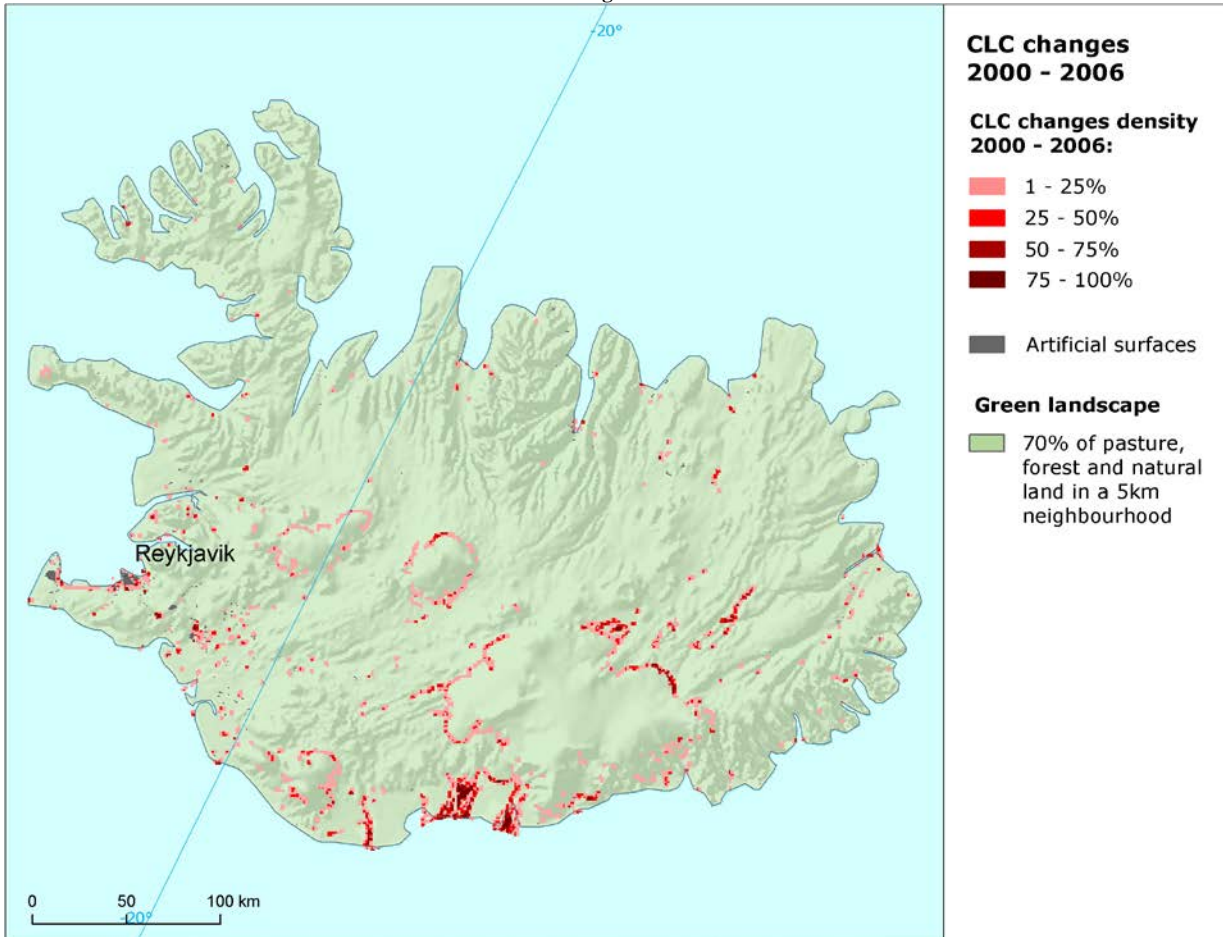 -20°
Reykjavik
0 50 100 km
-20°
CLC changes
2000 - 2006
CLC changes density
2000 - 2006:
1 - 25%
25 - 50%
50 - 75%
75 - 100%
Artificial surfaces
Green landscape
70% of pasture,
forest and natural
land in a 5km
neighbourhood